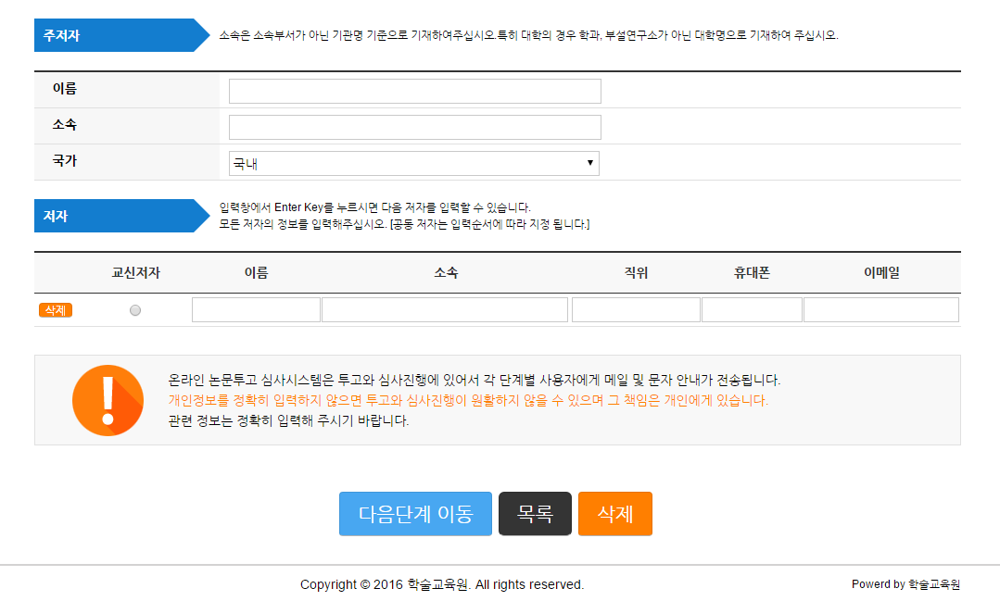 주저자
소속은 소속부서가 아닌 기관명 기준으로 기재하여주십시오.특히 대학의 경우 학과, 부설연구소가 아닌 대학명으로 기재하여 주십시오.
이름
소속
국가
국내
저자
입력창에서 Enter Key를 누르시면 다음 저자를 입력할 수 있습니다.
모든 저자의 정보를 입력해주십시오. [공동 저자는 입력순서에 따라 지정 됩니다.]
교신저자 이름 소속 직위 휴대폰 이메일
삭제
온라인 논문투고 심사시스템은 투고와 심사진행에 있어서 각 단계별 사용자에게 메일 및 문자 안내가 전송됩니다.
개인정보를 정확히 입력하지 않으면 투고와 심사진행이 원활하지 않을 수 있으며 그 책임은 개인에게 있습니다.
관련 정보는 정확히 입력해 주시기 바랍니다.
다음단계 이동 목록 삭제
Copyright © 2016 학술교육원. All rights reserved.
Powerd by 학술교육원